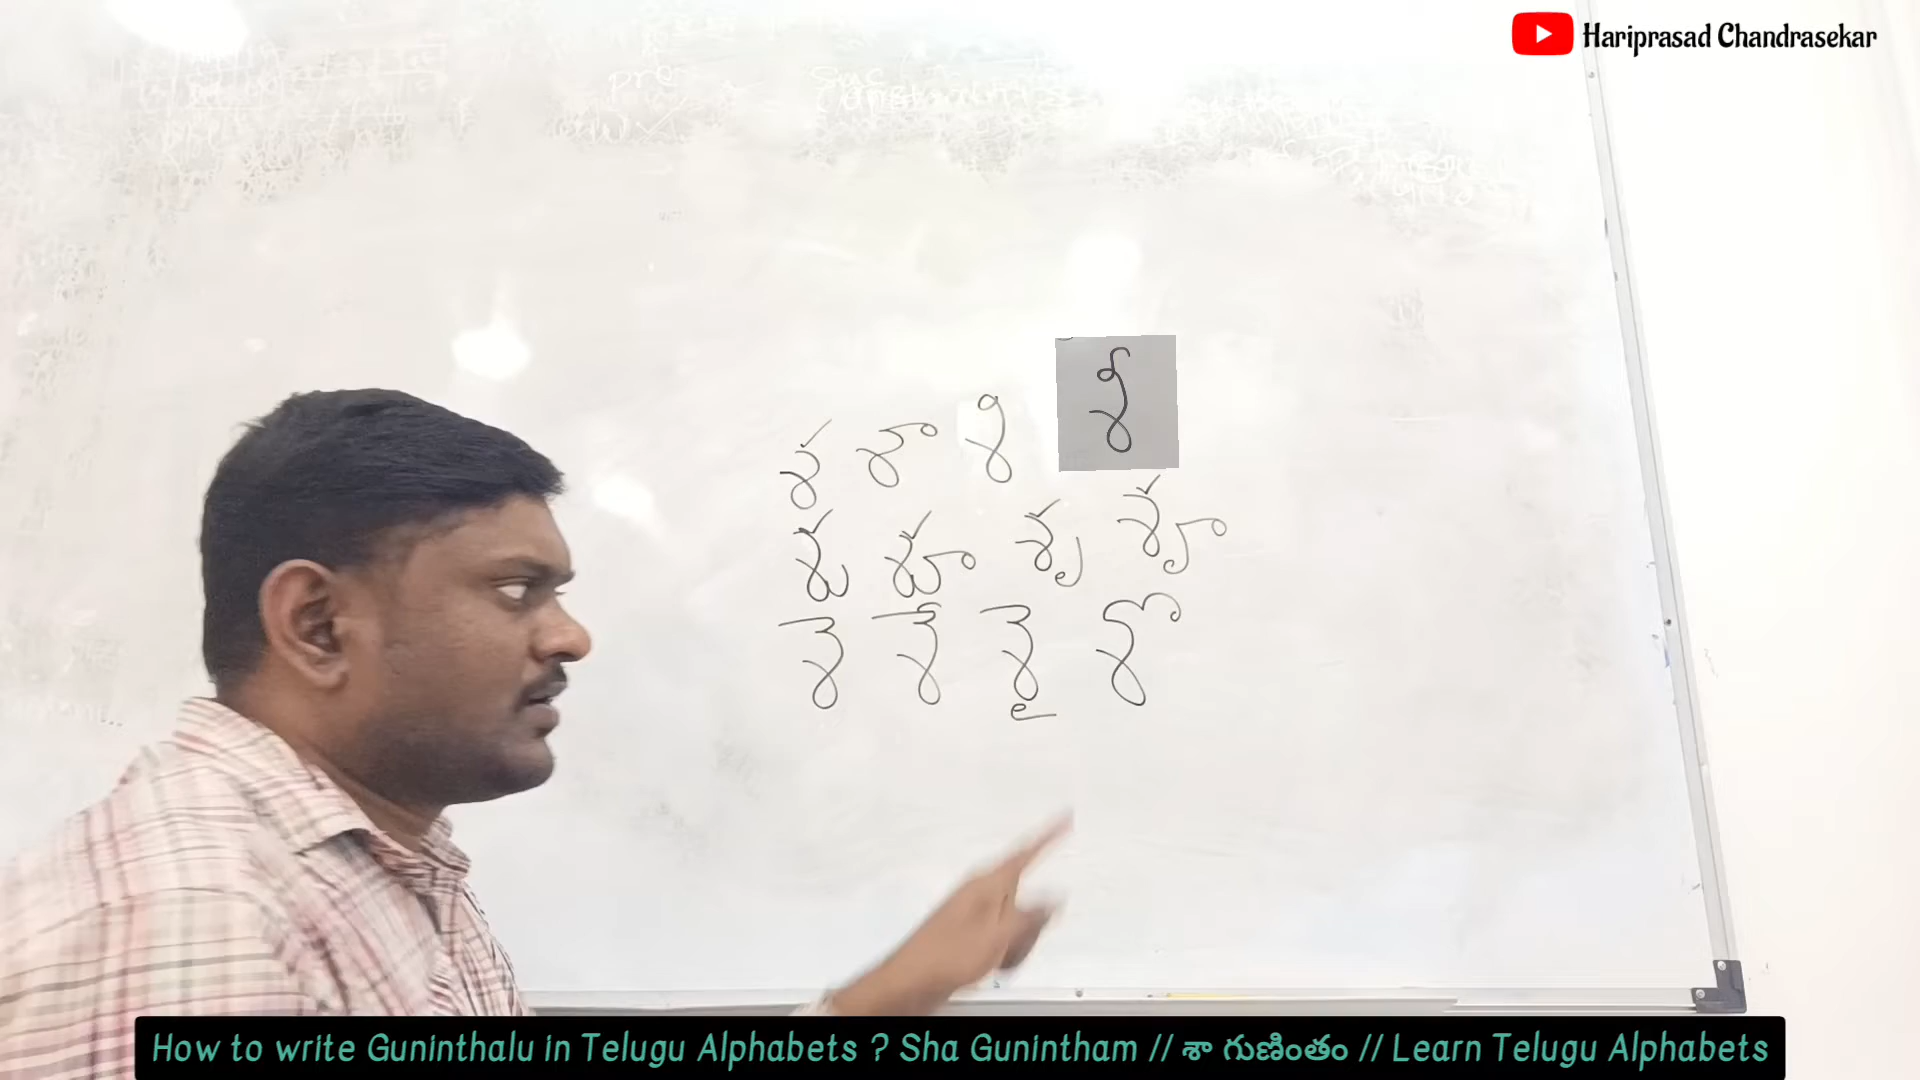 Hariprasad Chandrasekar
శ శా శి శీ
శు శూ శృ శౄ
శె శే శై శొ
How to write Guninthalu in Telugu Alphabets ? Sha Gunintham // శా గుణింతం // Learn Telugu Alphabets